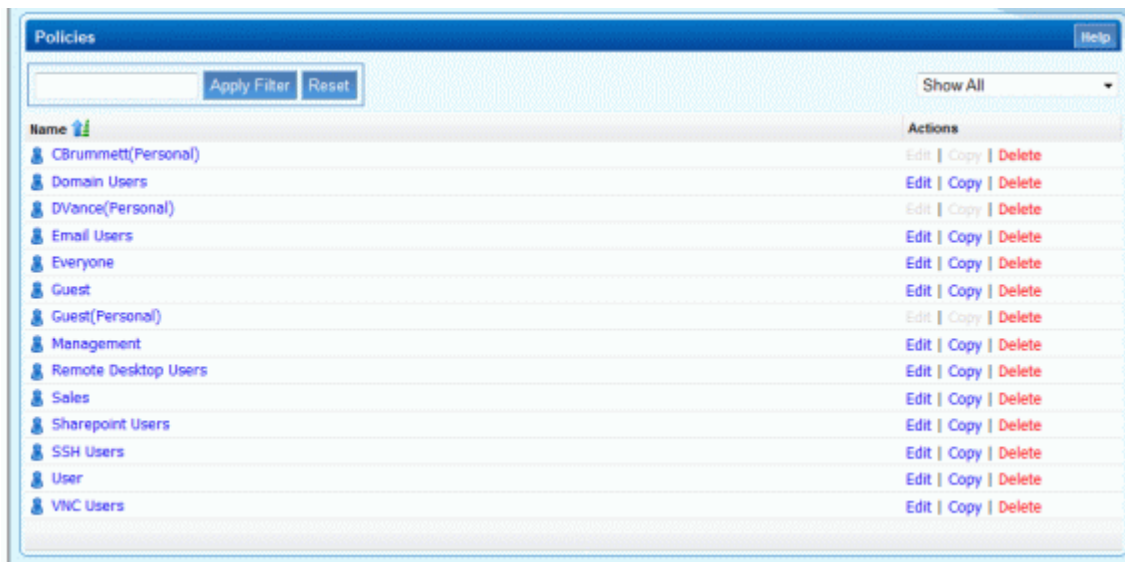 Policies Help
Apply Filter Reset Show All
Name Actions
CBrummett(Personal) Edit | Copy | Delete
Domain Users Edit | Copy | Delete
DVance(Personal) Edit | Copy | Delete
Email Users Edit | Copy | Delete
Everyone Edit | Copy | Delete
Guest Edit | Copy | Delete
Guest(Personal) Edit | Copy | Delete
Management Edit | Copy | Delete
Remote Desktop Users Edit | Copy | Delete
Sales Edit | Copy | Delete
Sharepoint Users Edit | Copy | Delete
SSH Users Edit | Copy | Delete
User Edit | Copy | Delete
VNC Users Edit | Copy | Delete